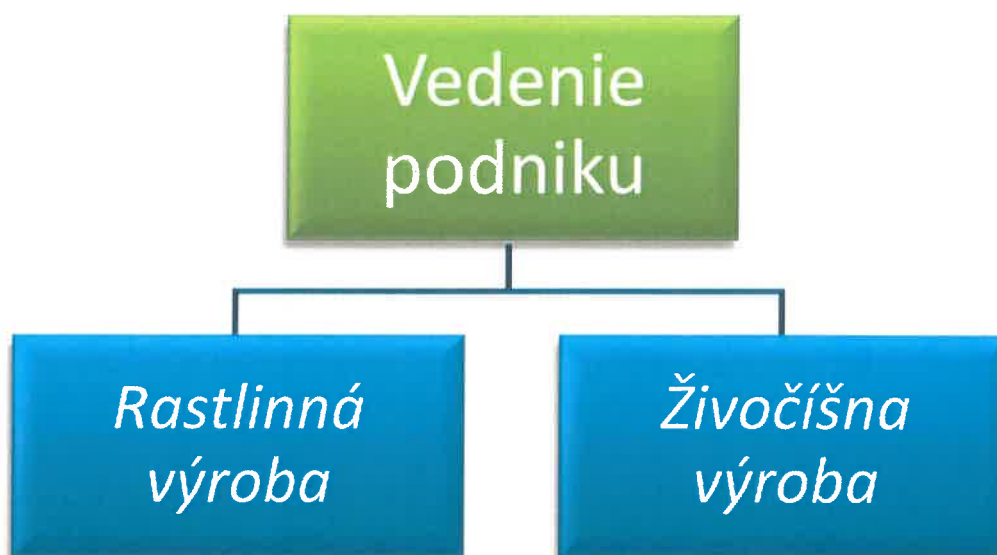 Vedenie
podniku
Rastlinná
výroba
Živočíšna
výroba